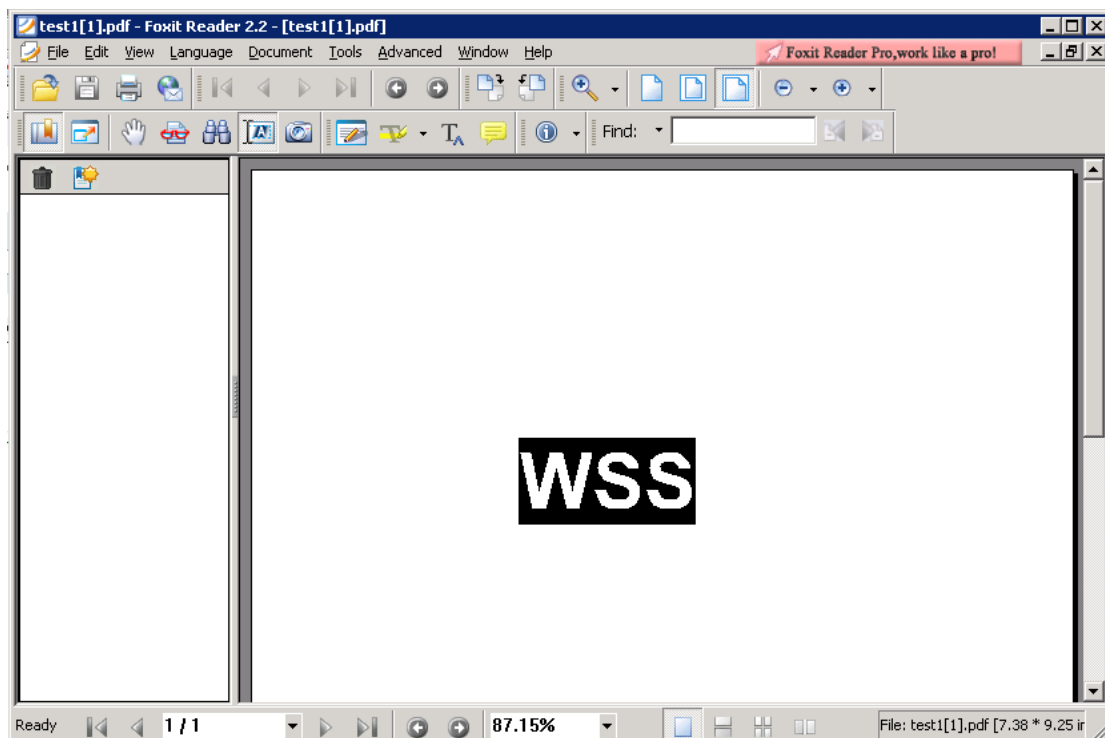 test1[1].pdf - Foxit Reader 2.2 - [test1[1].pdf]
File Edit View Language Document Tools Advanced Window Help
Foxit Reader Pro,work like a pro!
Find:
WSS
Ready 1 / 1 87.15% File: test1[1].pdf [7.38 * 9.25 ir